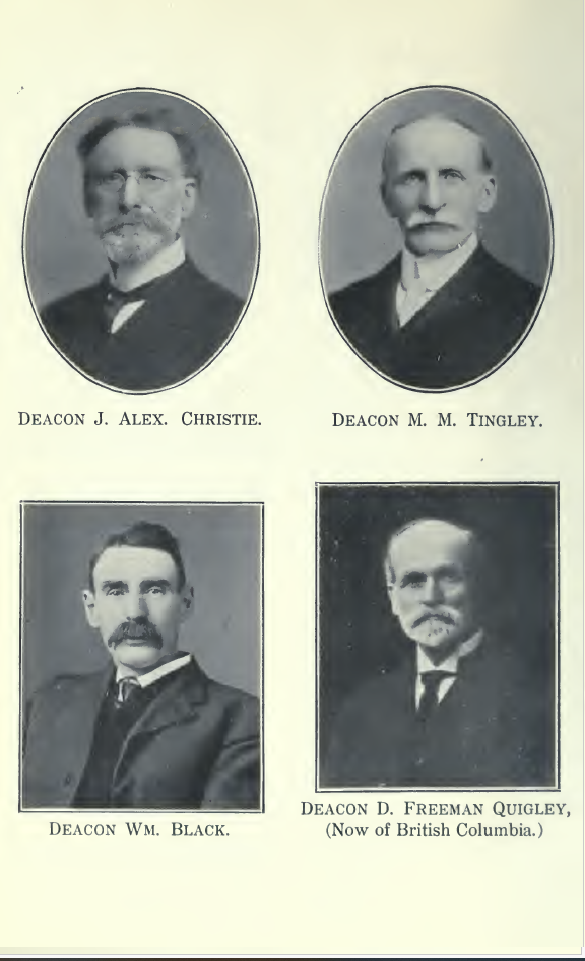 DEACON J. ALEX. CHRISTIE.
DEACON M. M. TINGLEY.
DEACON WM. BLACK.
DEACON D. FREEMAN QUIGLEY,
(Now of British Columbia.)